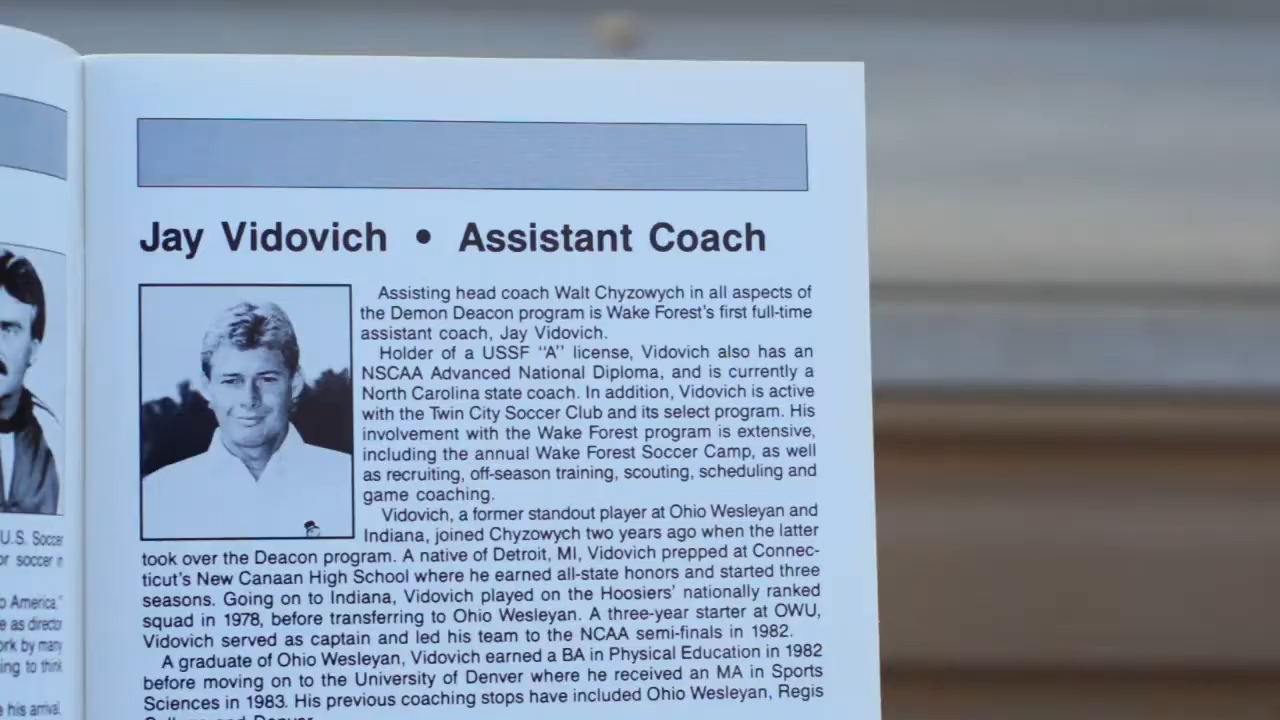 U.S. Soccer
or soccer in
o America,"
e as director
ork by many
ing to think
e his arrival.
Jay Vidovich • Assistant Coach
Assisting head coach Walt Chyzowych in all aspects of
the Demon Deacon program is Wake Forest's first full-time
assistant coach, Jay Vidovich.
Holder of a USSF "A" license, Vidovich also has an
NSCAA Advanced National Diploma, and is currently a
North Carolina state coach. In addition, Vidovich is active
with the Twin City Soccer Club and its select program. His
involvement with the Wake Forest program is extensive,
including the annual Wake Forest Soccer Camp, as well
as recruiting, off-season training, scouting, scheduling and
game coaching.
Vidovich, a former standout player at Ohio Wesleyan and
Indiana, joined Chyzowych two years ago when the latter
took over the Deacon program. A native of Detroit, MI, Vidovich prepped at Connec-
ticut's New Canaan High School where he earned all-state honors and started three
seasons. Going on to Indiana, Vidovich played on the Hoosiers' nationally ranked
squad in 1978, before transferring to Ohio Wesleyan. A three-year starter at OWU,
Vidovich served as captain and led his team to the NCAA semi-finals in 1982.
A graduate of Ohio Wesleyan, Vidovich earned a BA in Physical Education in 1982
before moving on to the University of Denver where he received an MA in Sports
Sciences in 1983. His previous coaching stops have included Ohio Wesleyan, Regis
College and Denver.